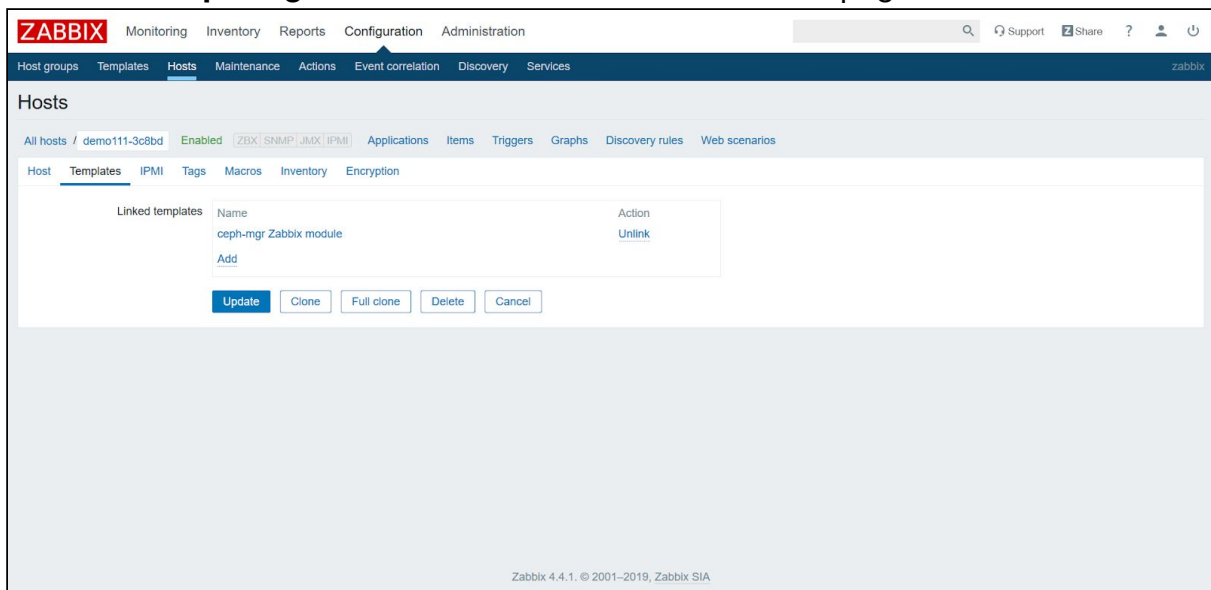 ZABBIX Monitoring Inventory Reports Configuration Administration Support Z Share ?
Host groups Templates Hosts Maintenance Actions Event correlation Discovery Services zabbix
Hosts
All hosts / demo111-3c8bd Enabled ZBX SNMP JMX IPMI Applications Items Triggers Graphs Discovery rules Web scenarios
Host Templates IPMI Tags Macros Inventory Encryption
Linked templates Name Action
ceph-mgr Zabbix module Unlink
Add
Update Clone Full clone Delete Cancel
Zabbix 4.4.1. © 2001–2019, Zabbix SIA